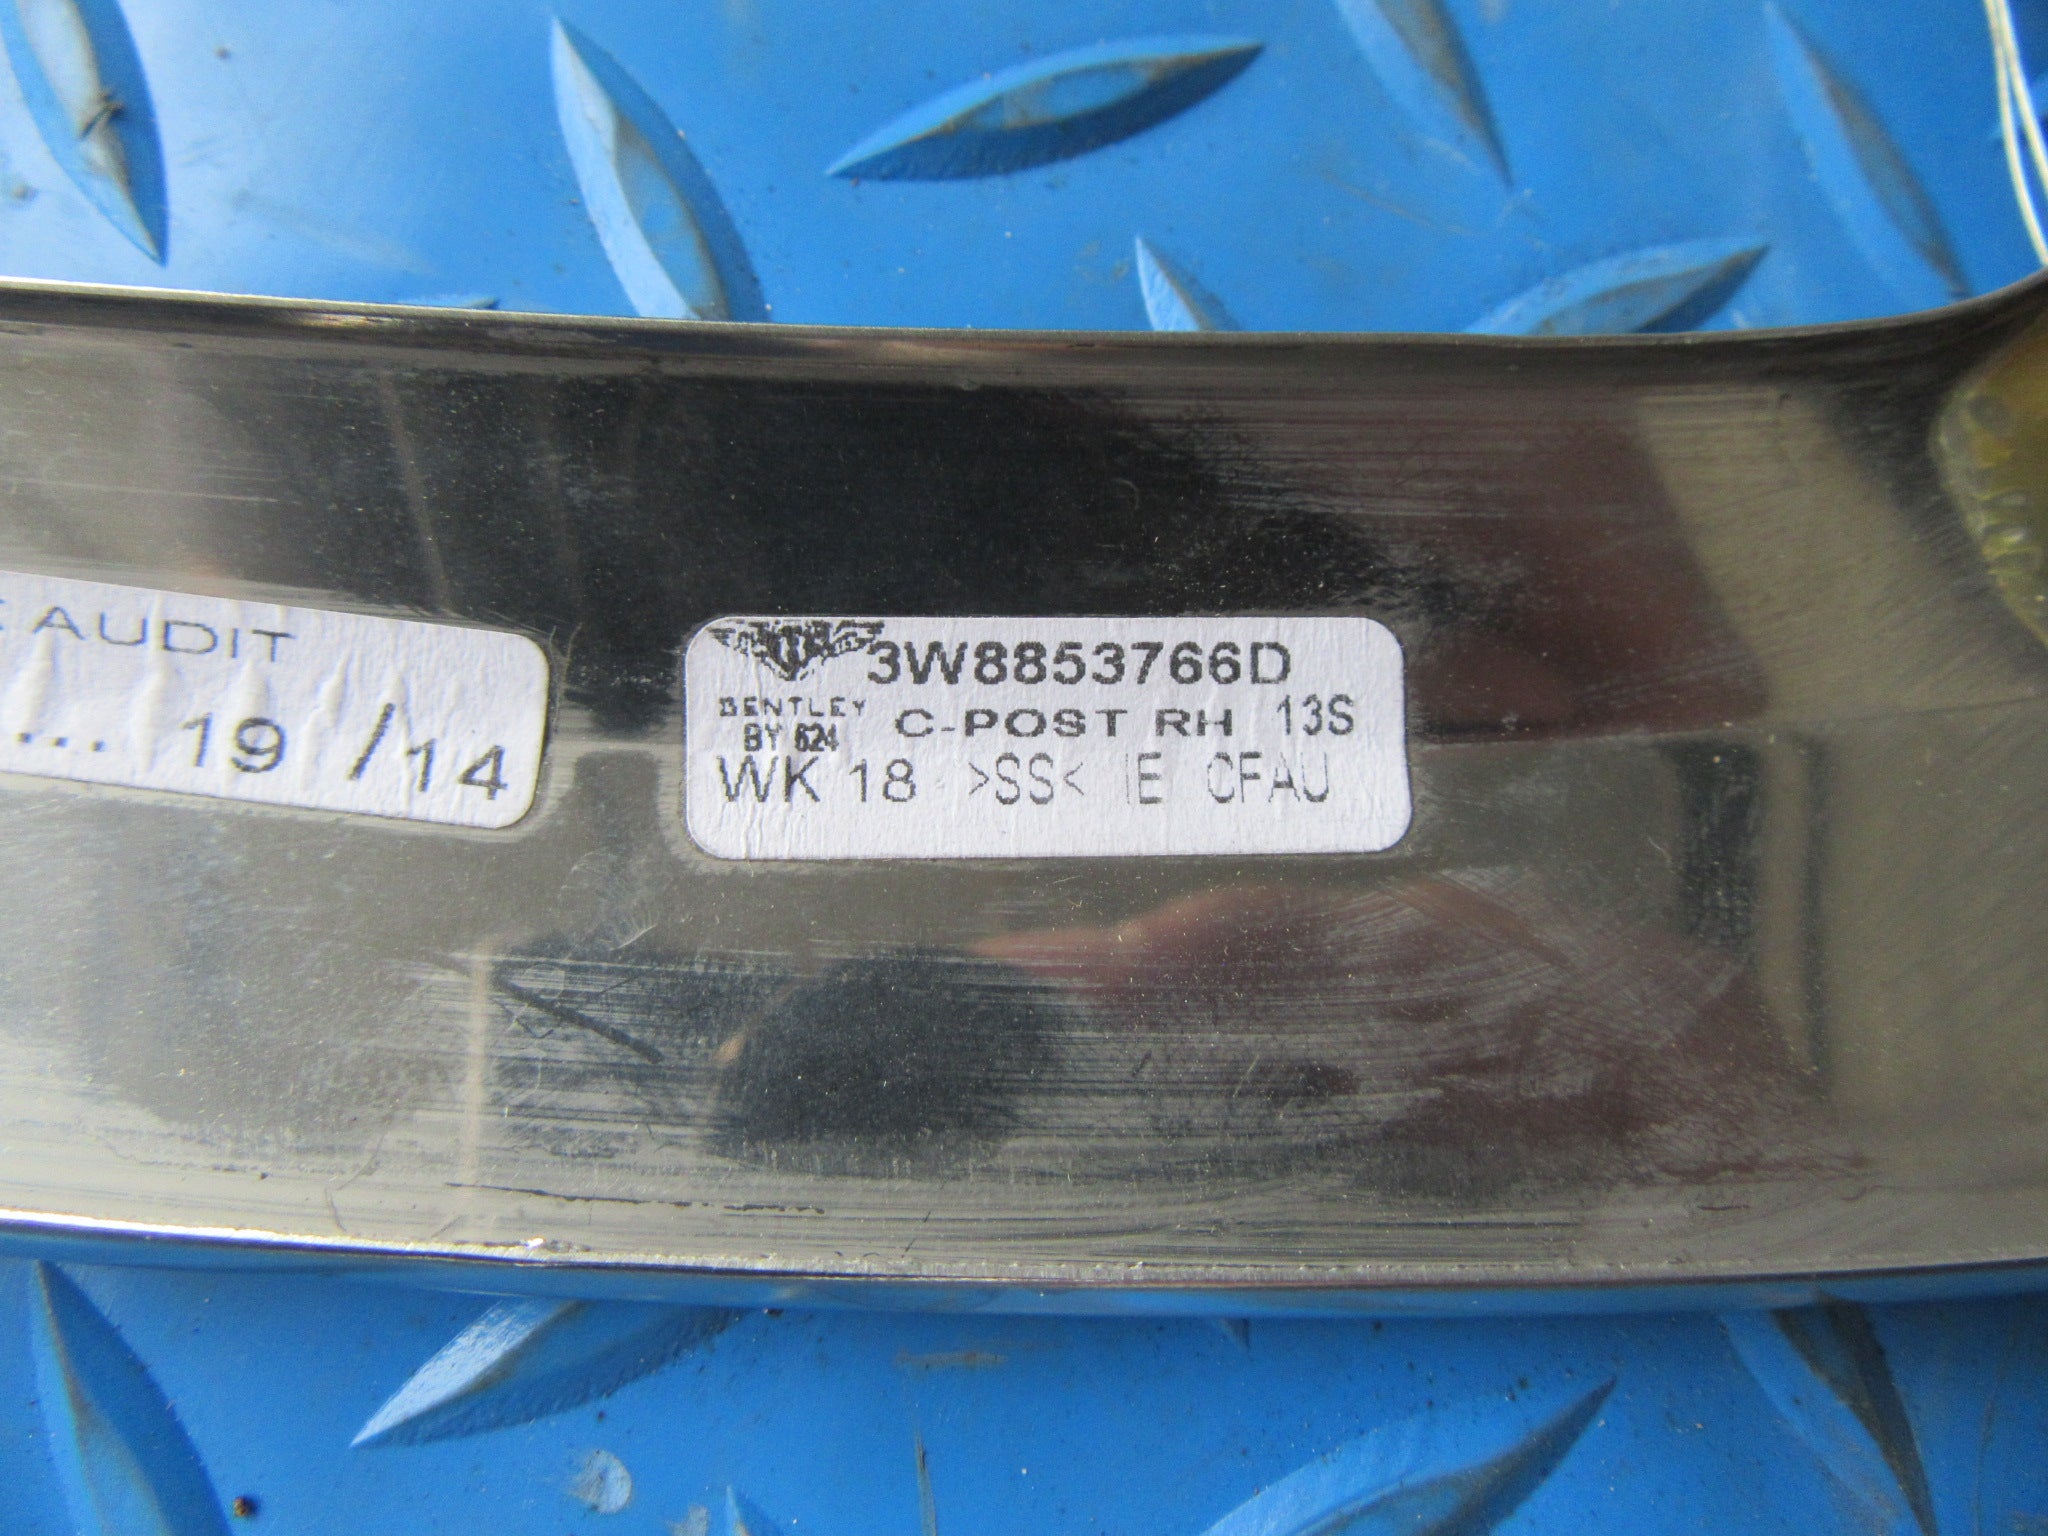 AUDIT
... 19 /14
3W8853766D
BENTLEY C-POST RH 13S
BY 624
WK 18 >SS< IE CFAU